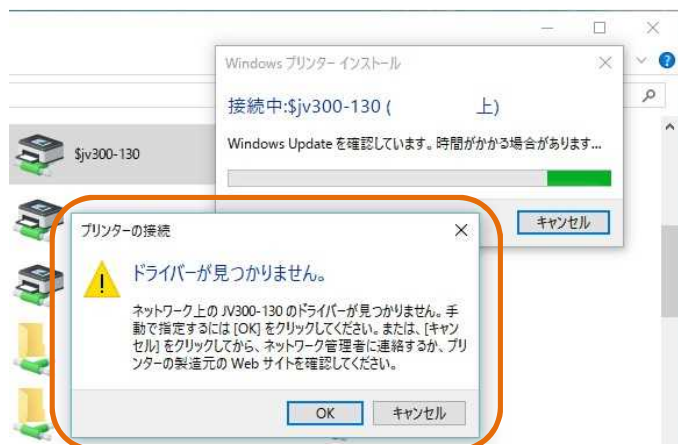 Windows プリンター インストール
接続中:$jv300-130 (　　　上)
$jv300-130
Windows Update を確認しています。時間がかかる場合があります...
キャンセル
プリンターの接続
ドライバーが見つかりません。
ネットワーク上の JV300-130 のドライバーが見つかりません。手
動で指定するには [OK] をクリックしてください。または、[キャン
セル] をクリックしてから、ネットワーク管理者に連絡するか、プリ
ンターの製造元の Web サイトを確認してください。
OK
キャンセル